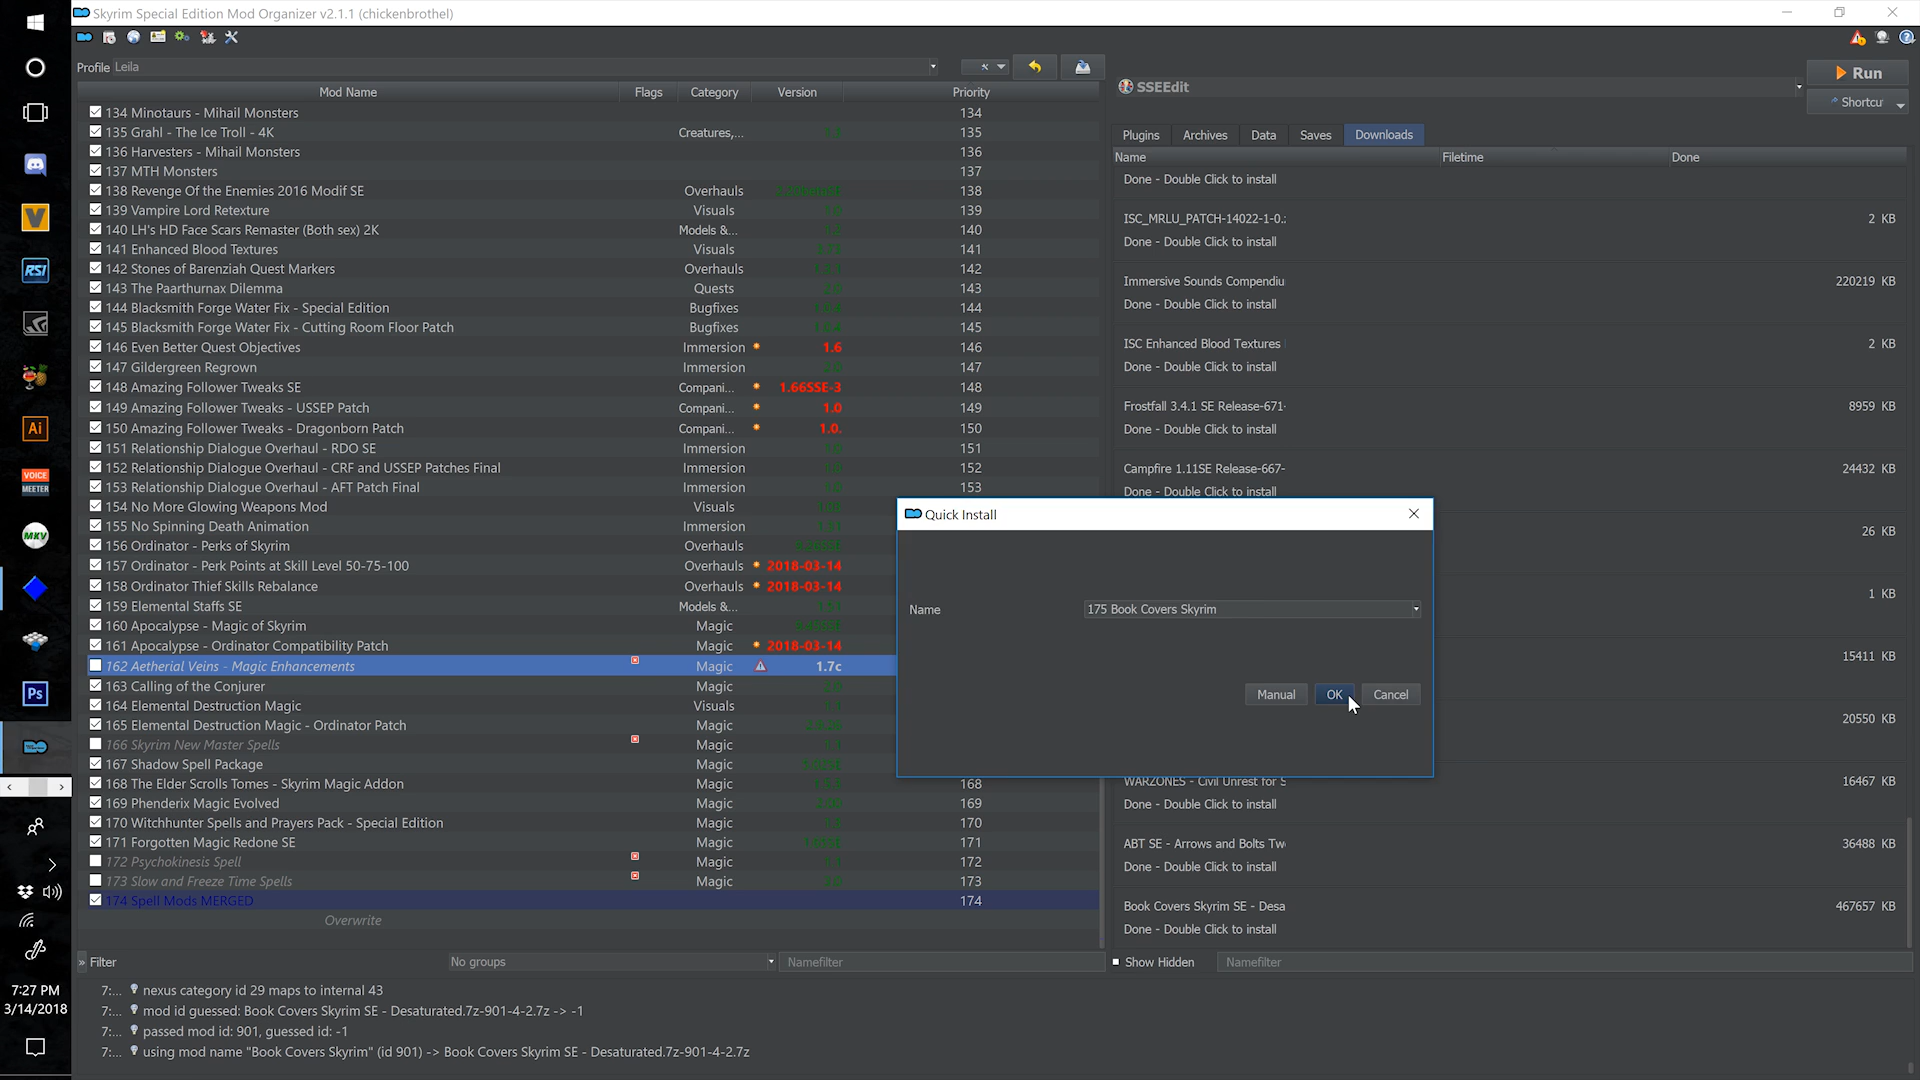 Skyrim Special Edition Mod Organizer v2.1.1 (chickenbrothel)
Profile Leila
SSEEdit
Run
Shortcu
Mod Name Flags Category Version Priority
Plugins Archives Data Saves Downloads
Name Filetime Done
134 Minotaurs - Mihail Monsters 134
135 Grahl - The Ice Troll - 4K Creatures,... 135
136 Harvesters - Mihail Monsters 136
137 MTH Monsters 137
138 Revenge Of the Enemies 2016 Modif SE Overhauls 138
139 Vampire Lord Retexture Visuals 139
140 LH's HD Face Scars Remaster (Both sex) 2K Models &... 140
141 Enhanced Blood Textures Visuals 141
142 Stones of Barenziah Quest Markers Overhauls 142
143 The Paarthurnax Dilemma Quests 143
144 Blacksmith Forge Water Fix - Special Edition Bugfixes 144
145 Blacksmith Forge Water Fix - Cutting Room Floor Patch Bugfixes 145
146 Even Better Quest Objectives Immersion 1.6 146
147 Gildergreen Regrown Immersion 147
148 Amazing Follower Tweaks SE Compani... 1.66SSE-3 148
149 Amazing Follower Tweaks - USSEP Patch Compani... 1.0 149
150 Amazing Follower Tweaks - Dragonborn Patch Compani... 1.0. 150
151 Relationship Dialogue Overhaul - RDO SE Immersion 151
152 Relationship Dialogue Overhaul - CRF and USSEP Patches Final Immersion 152
153 Relationship Dialogue Overhaul - AFT Patch Final Immersion 153
154 No More Glowing Weapons Mod Visuals
155 No Spinning Death Animation Immersion
156 Ordinator - Perks of Skyrim Overhauls
157 Ordinator - Perk Points at Skill Level 50-75-100 Overhauls 2018-03-14
158 Ordinator Thief Skills Rebalance Overhauls 2018-03-14
159 Elemental Staffs SE Models &...
160 Apocalypse - Magic of Skyrim Magic
161 Apocalypse - Ordinator Compatibility Patch Magic 2018-03-14
162 Aetherial Veins - Magic Enhancements Magic 1.7c
163 Calling of the Conjurer Magic
164 Elemental Destruction Magic Visuals
165 Elemental Destruction Magic - Ordinator Patch Magic
166 Skyrim New Master Spells Magic
167 Shadow Spell Package Magic
168 The Elder Scrolls Tomes - Skyrim Magic Addon Magic 168
169 Phenderix Magic Evolved Magic 169
170 Witchhunter Spells and Prayers Pack - Special Edition Magic 170
171 Forgotten Magic Redone SE Magic 171
172 Psychokinesis Spell Magic 172
173 Slow and Freeze Time Spells Magic 173
174 Spell Mods MERGED 174
Overwrite
Done - Double Click to install
ISC_MRLU_PATCH-14022-1-0.: 2 KB
Done - Double Click to install
Immersive Sounds Compendiu 220219 KB
Done - Double Click to install
ISC Enhanced Blood Textures 2 KB
Done - Double Click to install
Frostfall 3.4.1 SE Release-671- 8959 KB
Done - Double Click to install
Campfire 1.11SE Release-667- 24432 KB
Done - Double Click to install
26 KB
1 KB
15411 KB
20550 KB
WARZONES - Civil Unrest for S 16467 KB
Done - Double Click to install
ABT SE - Arrows and Bolts Tw 36488 KB
Done - Double Click to install
Book Covers Skyrim SE - Desa 467657 KB
Done - Double Click to install
Quick Install
Name 175 Book Covers Skyrim
Manual OK Cancel
» Filter No groups Namefilter
Show Hidden Namefilter
7:... nexus category id 29 maps to internal 43
7:... mod id guessed: Book Covers Skyrim SE - Desaturated.7z-901-4-2.7z -> -1
7:... passed mod id: 901, guessed id: -1
7:... using mod name "Book Covers Skyrim" (id 901) -> Book Covers Skyrim SE - Desaturated.7z-901-4-2.7z
RSI
Ai
VOICE
MEETER
MKV
Ps
7:27 PM
3/14/2018